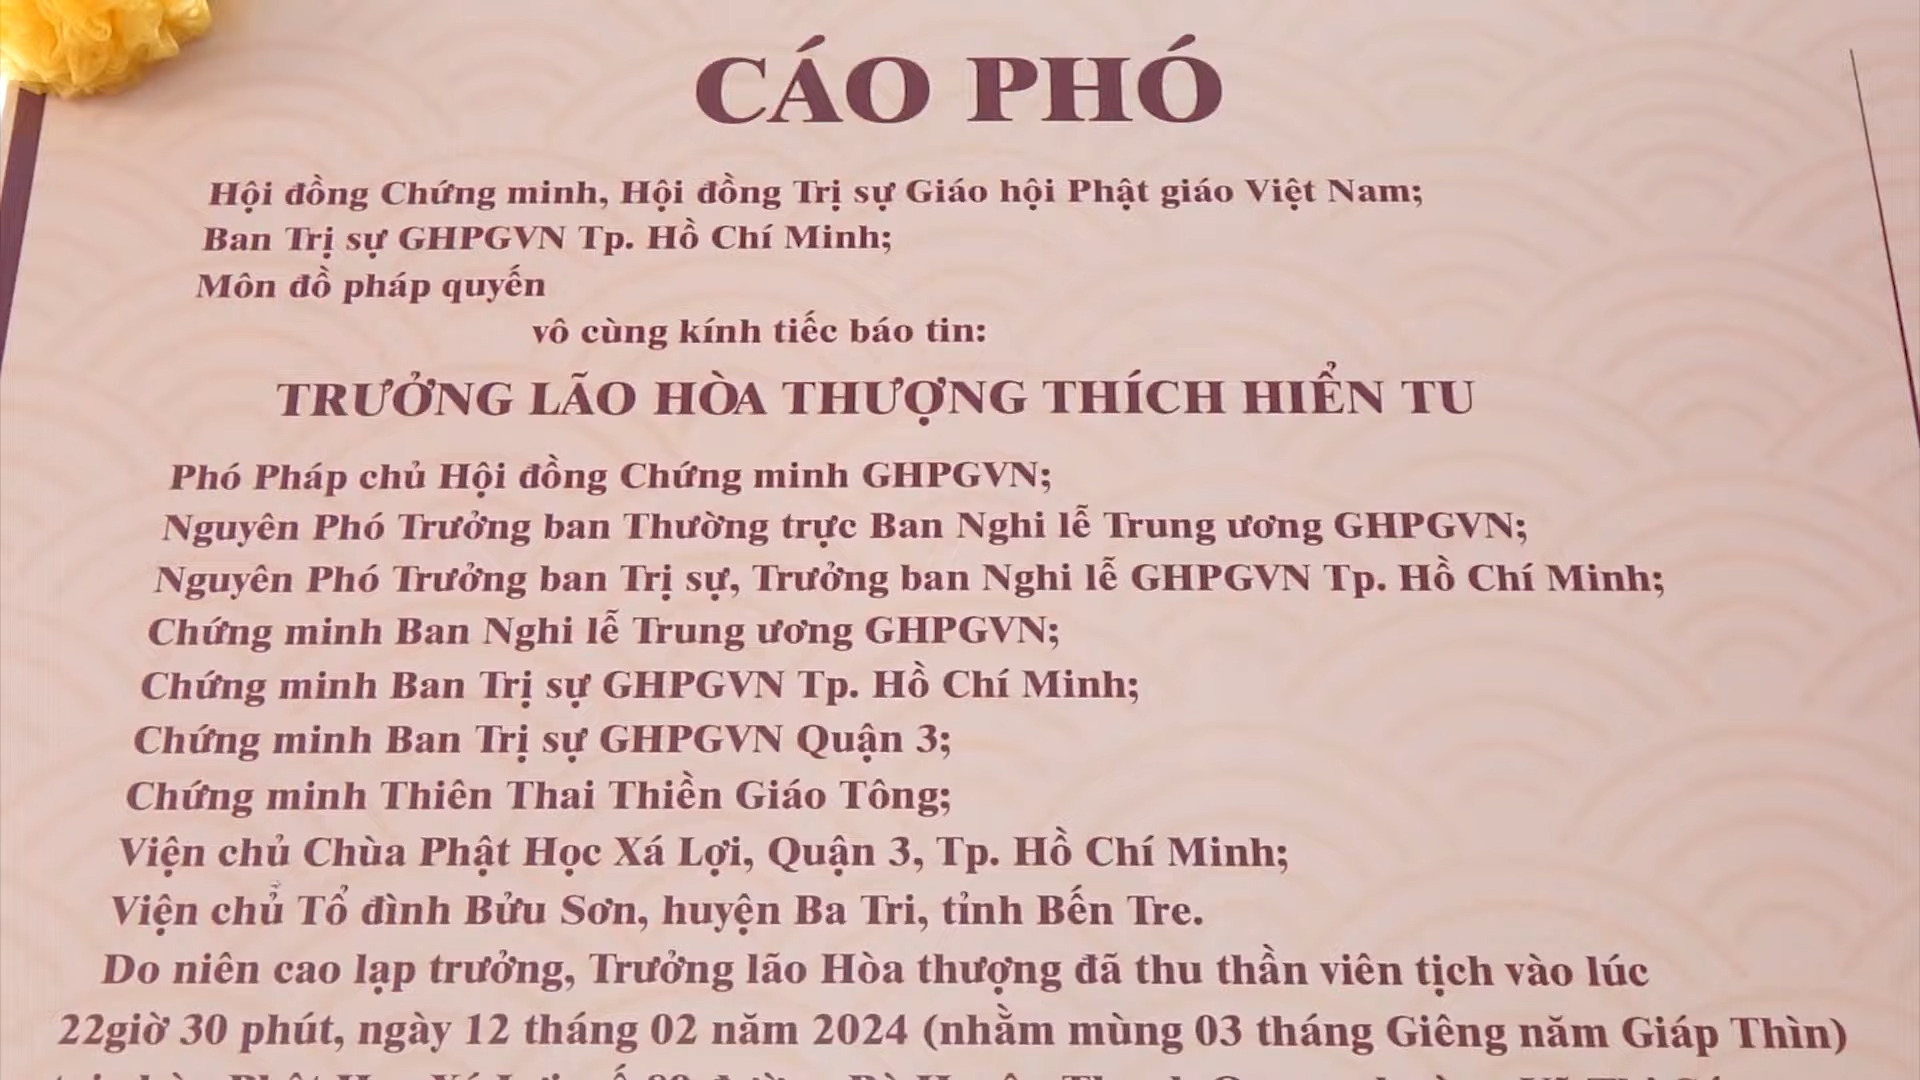 CÁO PHÓ
Hội đồng Chứng minh, Hội đồng Trị sự Giáo hội Phật giáo Việt Nam;
Ban Trị sự GHPGVN Tp. Hồ Chí Minh;
Môn đồ pháp quyến
vô cùng kính tiếc báo tin:
TRƯỞNG LÃO HÒA THƯỢNG THÍCH HIỂN TU
Phó Pháp chủ Hội đồng Chứng minh GHPGVN;
Nguyên Phó Trưởng ban Thường trực Ban Nghi lễ Trung ương GHPGVN;
Nguyên Phó Trưởng ban Trị sự, Trưởng ban Nghi lễ GHPGVN Tp. Hồ Chí Minh;
Chứng minh Ban Nghi lễ Trung ương GHPGVN;
Chứng minh Ban Trị sự GHPGVN Tp. Hồ Chí Minh;
Chứng minh Ban Trị sự GHPGVN Quận 3;
Chứng minh Thiên Thai Thiền Giáo Tông;
Viện chủ Chùa Phật Học Xá Lợi, Quận 3, Tp. Hồ Chí Minh;
Viện chủ Tổ đình Bửu Sơn, huyện Ba Tri, tỉnh Bến Tre.
Do niên cao lạp trưởng, Trưởng lão Hòa thượng đã thu thần viên tịch vào lúc
22giờ 30 phút, ngày 12 tháng 02 năm 2024 (nhằm mùng 03 tháng Giêng năm Giáp Thìn)